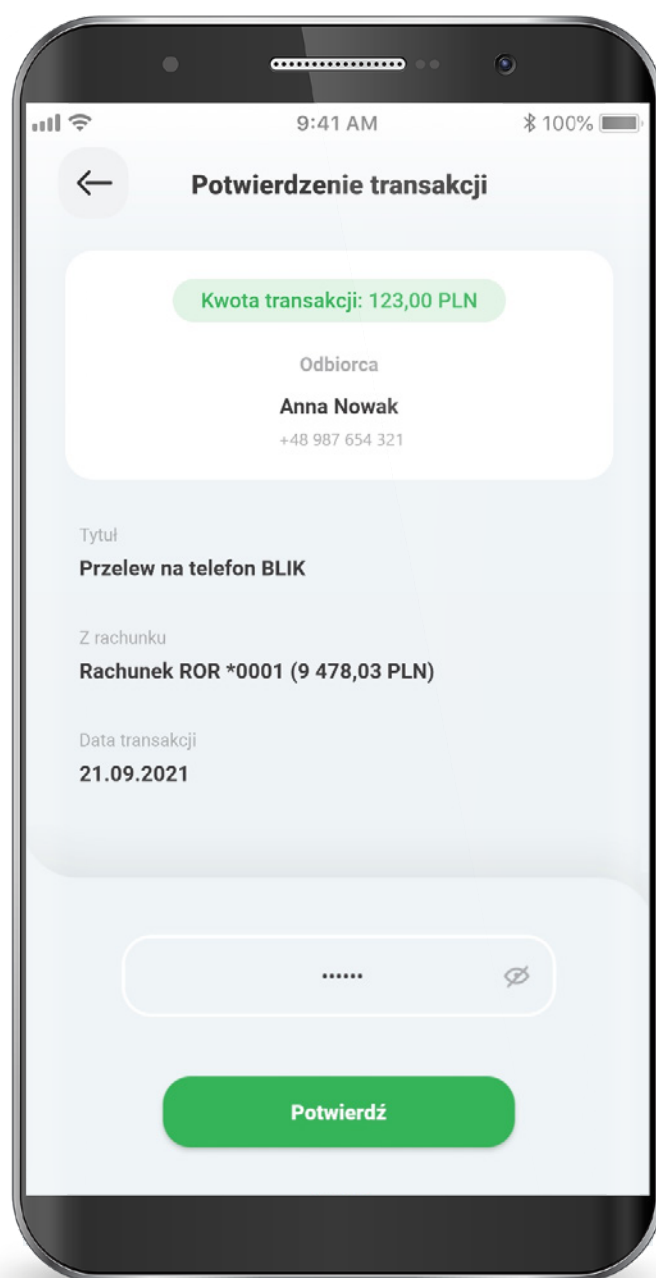 9:41 AM
100%
Potwierdzenie transakcji
Kwota transakcji: 123,00 PLN
Odbiorca
Anna Nowak
+48 987 654 321
Tytuł
Przelew na telefon BLIK
Z rachunku
Rachunek ROR *0001 (9 478,03 PLN)
Data transakcji
21.09.2021
••••••
Potwierdź